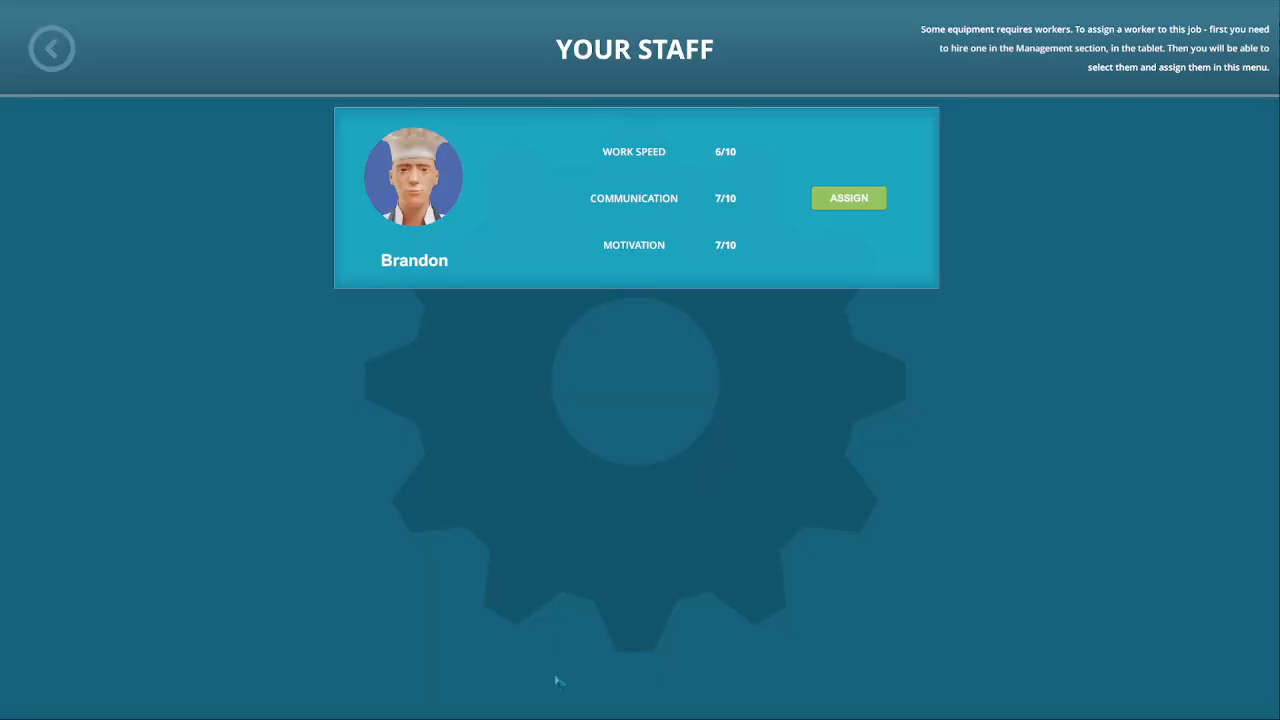 YOUR STAFF
Some equipment requires workers. To assign a worker to this job - first you need
to hire one in the Management section, in the tablet. Then you will be able to
select them and assign them in this menu.
WORK SPEED 6/10
COMMUNICATION 7/10
ASSIGN
MOTIVATION 7/10
Brandon